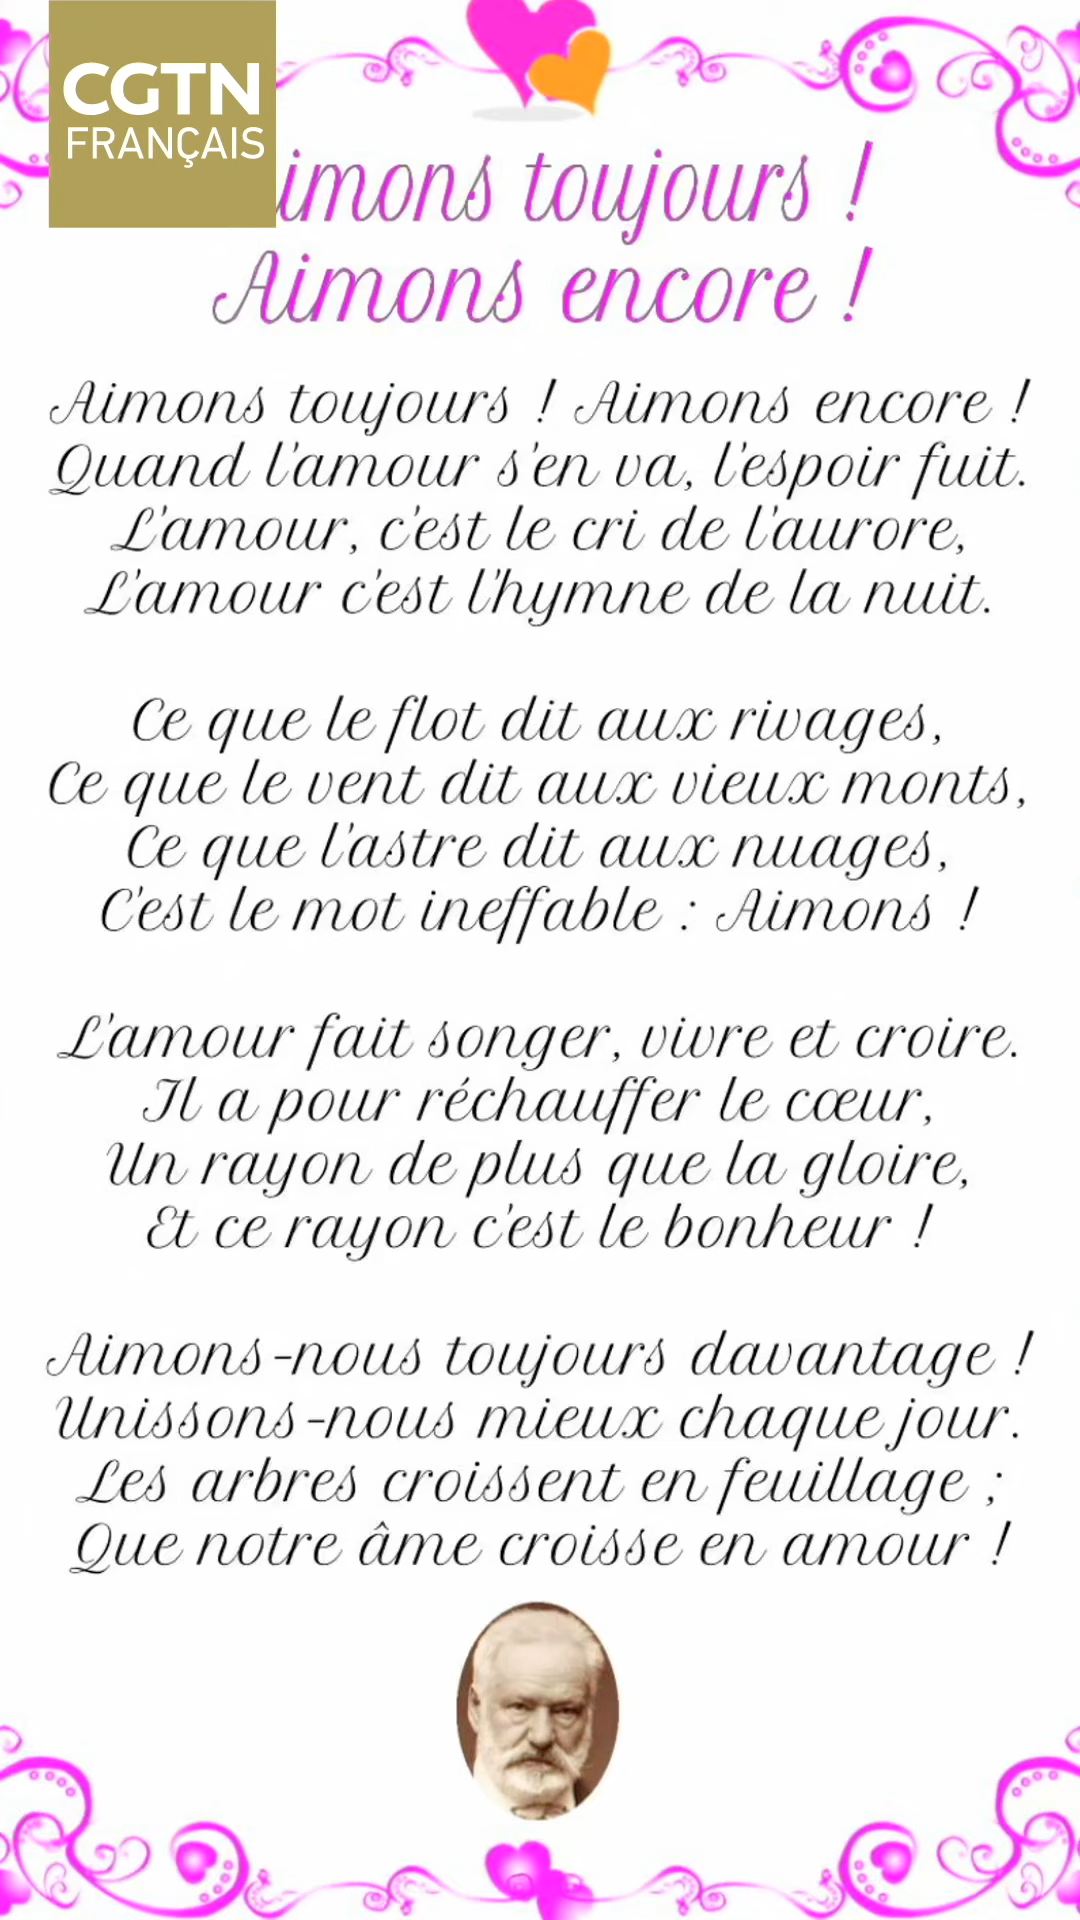 CGTN
FRANÇAIS
imons toujours !
Aimons encore !
Aimons toujours ! Aimons encore !
Quand l'amour s'en va, l'espoir fuit.
L'amour, c'est le cri de l'aurore,
L'amour c'est l'hymne de la nuit.
Ce que le flot dit aux rivages,
Ce que le vent dit aux vieux monts,
Ce que l'astre dit aux nuages,
C'est le mot ineffable : Aimons !
L'amour fait songer, vivre et croire.
Il a pour réchauffer le cœur,
Un rayon de plus que la gloire,
Et ce rayon c'est le bonheur !
Aimons-nous toujours davantage !
Unissons-nous mieux chaque jour.
Les arbres croissent en feuillage ;
Que notre âme croisse en amour !